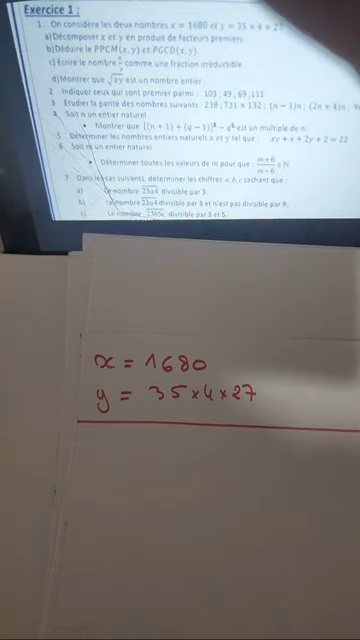 Exercice 1 :
1. On considère les deux nombres x = 1680 et y = 35 × 4 × 27
a) Décomposer x et y en produit de facteurs premiers
b) Déduire le PPCM(x, y) et PGCD(x, y)
c) Ecrire le nombre x/y comme une fraction irréductible
d) Montrer que √xy est un nombre entier
2. Indiquer ceux qui sont premier parmi : 103 ; 49 ; 69 ; 111
3. Etudier la parité des nombres suivants 238 ; 731 × 132 ; (n − 1)n ; (2n + 4)n
4. Soit n un entier naturel
• Montrer que est un multiple de n
5. Déterminer les nombres entiers naturels x et y tel que : xy + x + 2y + 2 = 22
6. Soit m un entier naturel
• Déterminer toutes les valeurs de m pour que : m+6/m−6 ∈ ℕ
7. Dans les cas suivants, déterminer les chiffres a, b, c sachant que :
a) Le nombre 23a4 divisible par 3.
b) Le nombre 23a4 divisible par 3 et n'est pas divisible par 9
c) Le nombre divisible par 3 et 5.
x = 1680
y = 35 × 4 × 27